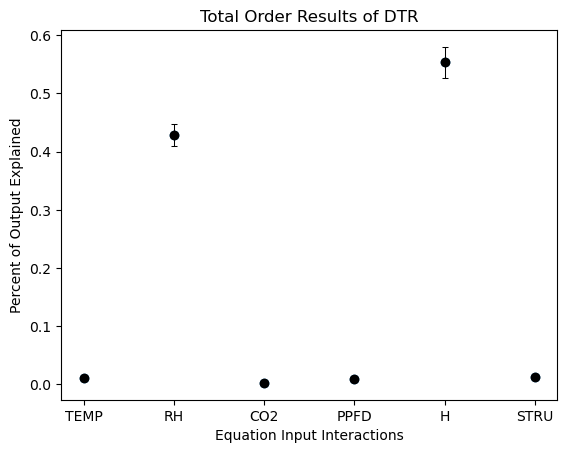 Total Order Results of DTR
Percent of Output Explained
0.6
0.5
0.4
0.3
0.2
0.1
0.0
TEMP RH CO2 PPFD H STRU
Equation Input Interactions